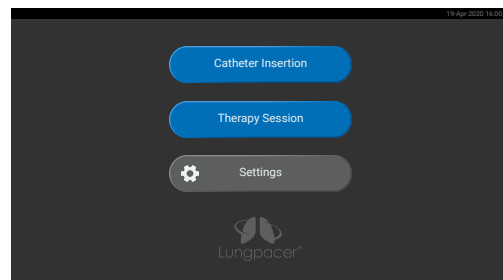 19-Apr-2020 16:00
Catheter Insertion
Therapy Session
Settings
Lungpacer®